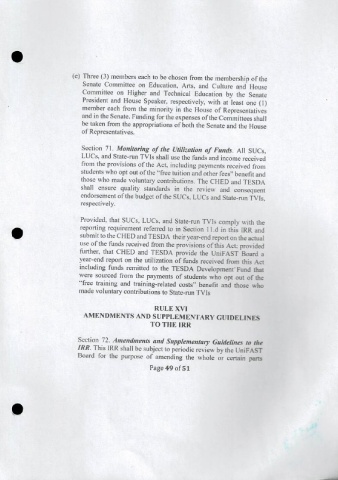 (c) Three (3) members each to be chosen from the membership of the
Senate Committee on Education, Arts, and Culture and House
Committee on Higher and Technical Education by the Senate
President and House Speaker, respectively, with at least one (1)
member each from the minority in the House of Representatives
and in the Senate. Funding for the expenses of the Committees shall
be taken from the appropriations of both the Senate and the House
of Representatives.
Section 71. Monitoring of the Utilization of Funds. All SUCs,
LUCs, and State-run TVIs shall use the funds and income received
from the provisions of the Act, including payments received from
students who opt out of the "free tuition and other fees" benefit and
those who made voluntary contributions. The CHED and TESDA
shall ensure quality standards in the review and consequent
endorsement of the budget of the SUCs, LUCs and State-run TVIs,
respectively.
Provided, that SUCs, LUCs, and State-run TVIs comply with the
reporting requirement referred to in Section 11.d in this IRR and
submit to the CHED and TESDA their year-end report on the actual
use of the funds received from the provisions of this Act; provided
further, that CHED and TESDA provide the UniFAST Board a
year-end report on the utilization of funds received from this Act
including funds remitted to the TESDA Development Fund that
were sourced from the payments of students who opt out of the
"free training and training-related costs" benefit and those who
made voluntary contributions to State-run TVIs
RULE XVI
AMENDMENTS AND SUPPLEMENTARY GUIDELINES
TO THE IRR
Section 72. Amendments and Supplementary Guidelines to the
IRR. This IRR shall be subject to periodic review by the UniFAST
Board for the purpose of amending the whole or certain parts
Page 49 of 51